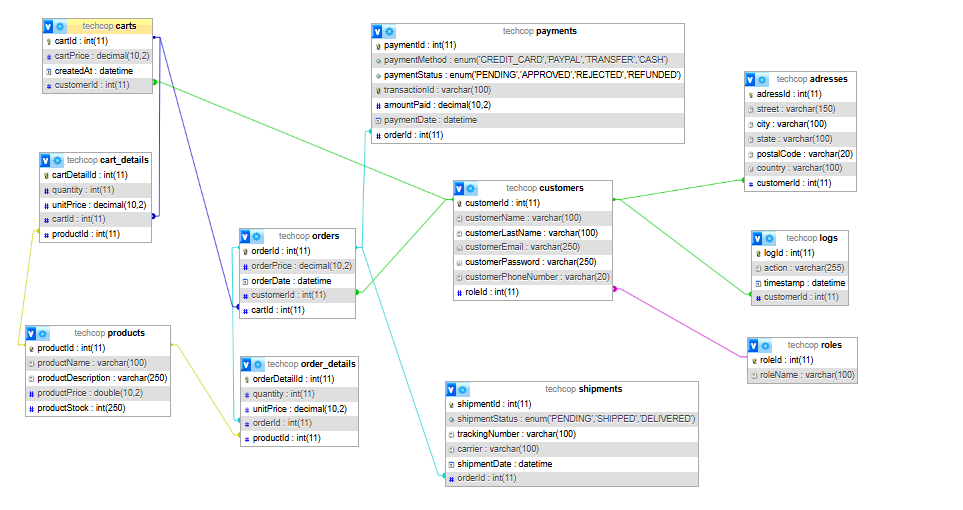 techcop carts
cartId : int(11)
cartPrice : decimal(10,2)
createdAt : datetime
customerId : int(11)
techcop payments
paymentId : int(11)
paymentMethod : enum('CREDIT_CARD','PAYPAL','TRANSFER','CASH')
paymentStatus : enum('PENDING','APPROVED','REJECTED','REFUNDED')
transactionId : varchar(100)
amountPaid : decimal(10,2)
paymentDate : datetime
orderId : int(11)
techcop adresses
adressId : int(11)
street : varchar(150)
city : varchar(100)
state : varchar(100)
postalCode : varchar(20)
country : varchar(100)
customerId : int(11)
techcop cart_details
cartDetailId : int(11)
quantity : int(11)
unitPrice : decimal(10,2)
cartId : int(11)
productId : int(11)
techcop customers
customerId : int(11)
customerName : varchar(100)
customerLastName : varchar(100)
customerEmail : varchar(250)
customerPassword : varchar(250)
customerPhoneNumber : varchar(20)
roleId : int(11)
techcop orders
orderId : int(11)
orderPrice : decimal(10,2)
orderDate : datetime
customerId : int(11)
cartId : int(11)
techcop logs
logId : int(11)
action : varchar(255)
timestamp : datetime
customerId : int(11)
techcop products
productId : int(11)
productName : varchar(100)
productDescription : varchar(250)
productPrice : double(10,2)
productStock : int(250)
techcop order_details
orderDetailId : int(11)
quantity : int(11)
unitPrice : decimal(10,2)
orderId : int(11)
productId : int(11)
techcop roles
roleId : int(11)
roleName : varchar(100)
techcop shipments
shipmentId : int(11)
shipmentStatus : enum('PENDING','SHIPPED','DELIVERED')
trackingNumber : varchar(100)
carrier : varchar(100)
shipmentDate : datetime
orderId : int(11)